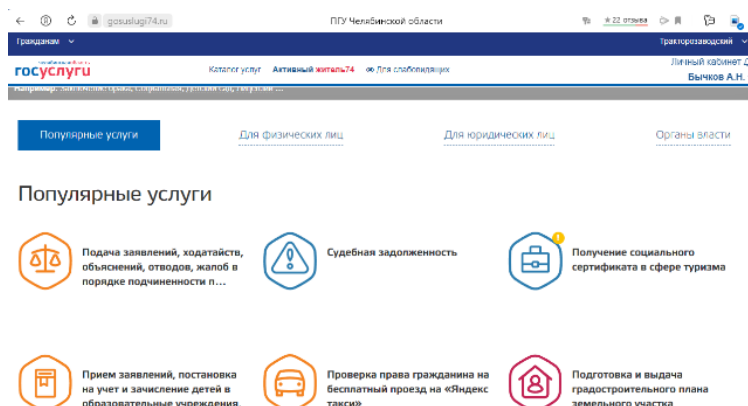 gosuslugi74.ru
ПГУ Челябинской области
★ 22 отзыва
Гражданам
Тракторозаводский
госуслуги
Каталог услуг
Активный житель74
Для слабовидящих
Личный кабинет
Бычков А.Н.
Например:
Популярные услуги
Для физических лиц
Для юридических лиц
Органы власти
Популярные услуги
Подача заявлений, ходатайств,
объяснений, отводов, жалоб в
порядке подчиненности п...
Судебная задолженность
Получение социального
сертификата в сфере туризма
Прием заявлений, постановка
на учет и зачисление детей в
образовательные учреждения,
Проверка права гражданина на
бесплатный проезд на «Яндекс
такси»
Подготовка и выдача
градостроительного плана
земельного участка